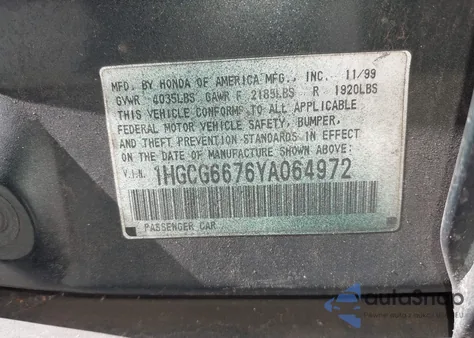 MFD. BY HONDA OF AMERICA MFG., INC. 11/99
GVWR 4035LBS GAWR F 2185LBS R 1920LBS
THIS VEHICLE CONFORMS TO ALL APPLICABLE
FEDERAL MOTOR VEHICLE SAFETY, BUMPER,
AND THEFT PREVENTION STANDARDS IN EFFECT
ON THE DATE OF MANUFACTURE SHOWN ABOVE.
V.I.N. 1HGCG6676YA064972
PASSENGER CAR
autoSnap